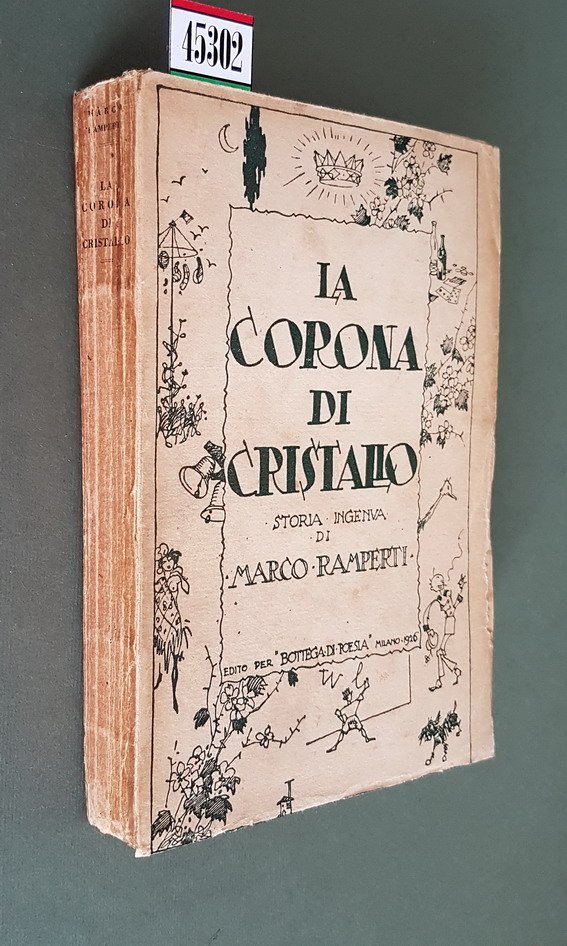 45302
MARCO
RAMPERTI
LA
CORONA
DI
CRISTALLO
LA
CORONA
DI
CRISTALLO
·STORIA·INGENVA
·DI·
·MARCO·RAMPERTI·
EDITO PER "BOTTEGA·DI·POESIA" MILANO·1926